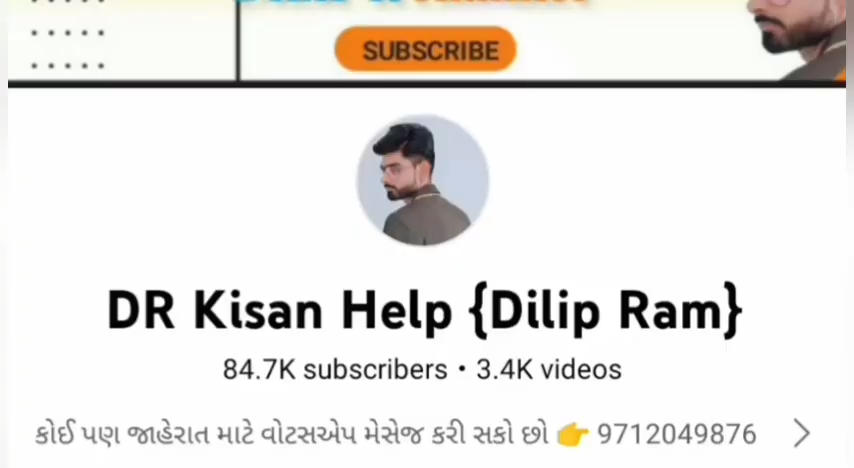 SUBSCRIBE
DR Kisan Help {Dilip Ram}
84.7K subscribers • 3.4K videos
કોઈ પણ જાહેરાત માટે વોટસએપ મેસેજ કરી સકો છો 👉 9712049876